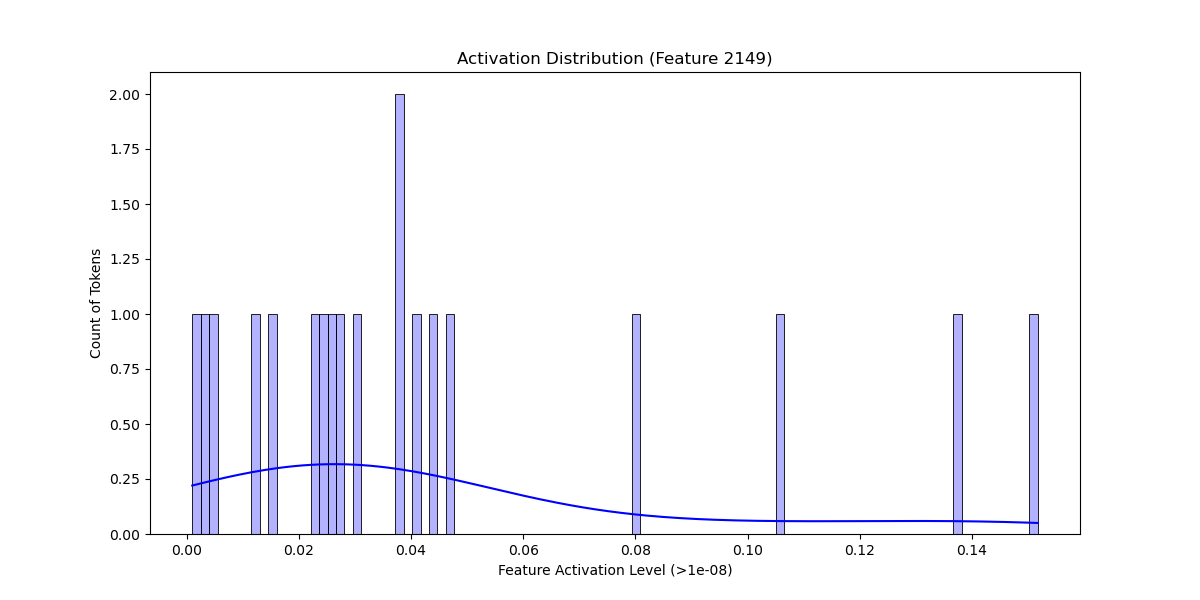 Activation Distribution (Feature 2149)
2.00
1.75
1.50
1.25
1.00
0.75
0.50
0.25
0.00
Count of Tokens
0.00 0.02 0.04 0.06 0.08 0.10 0.12 0.14
Feature Activation Level (>1e-08)